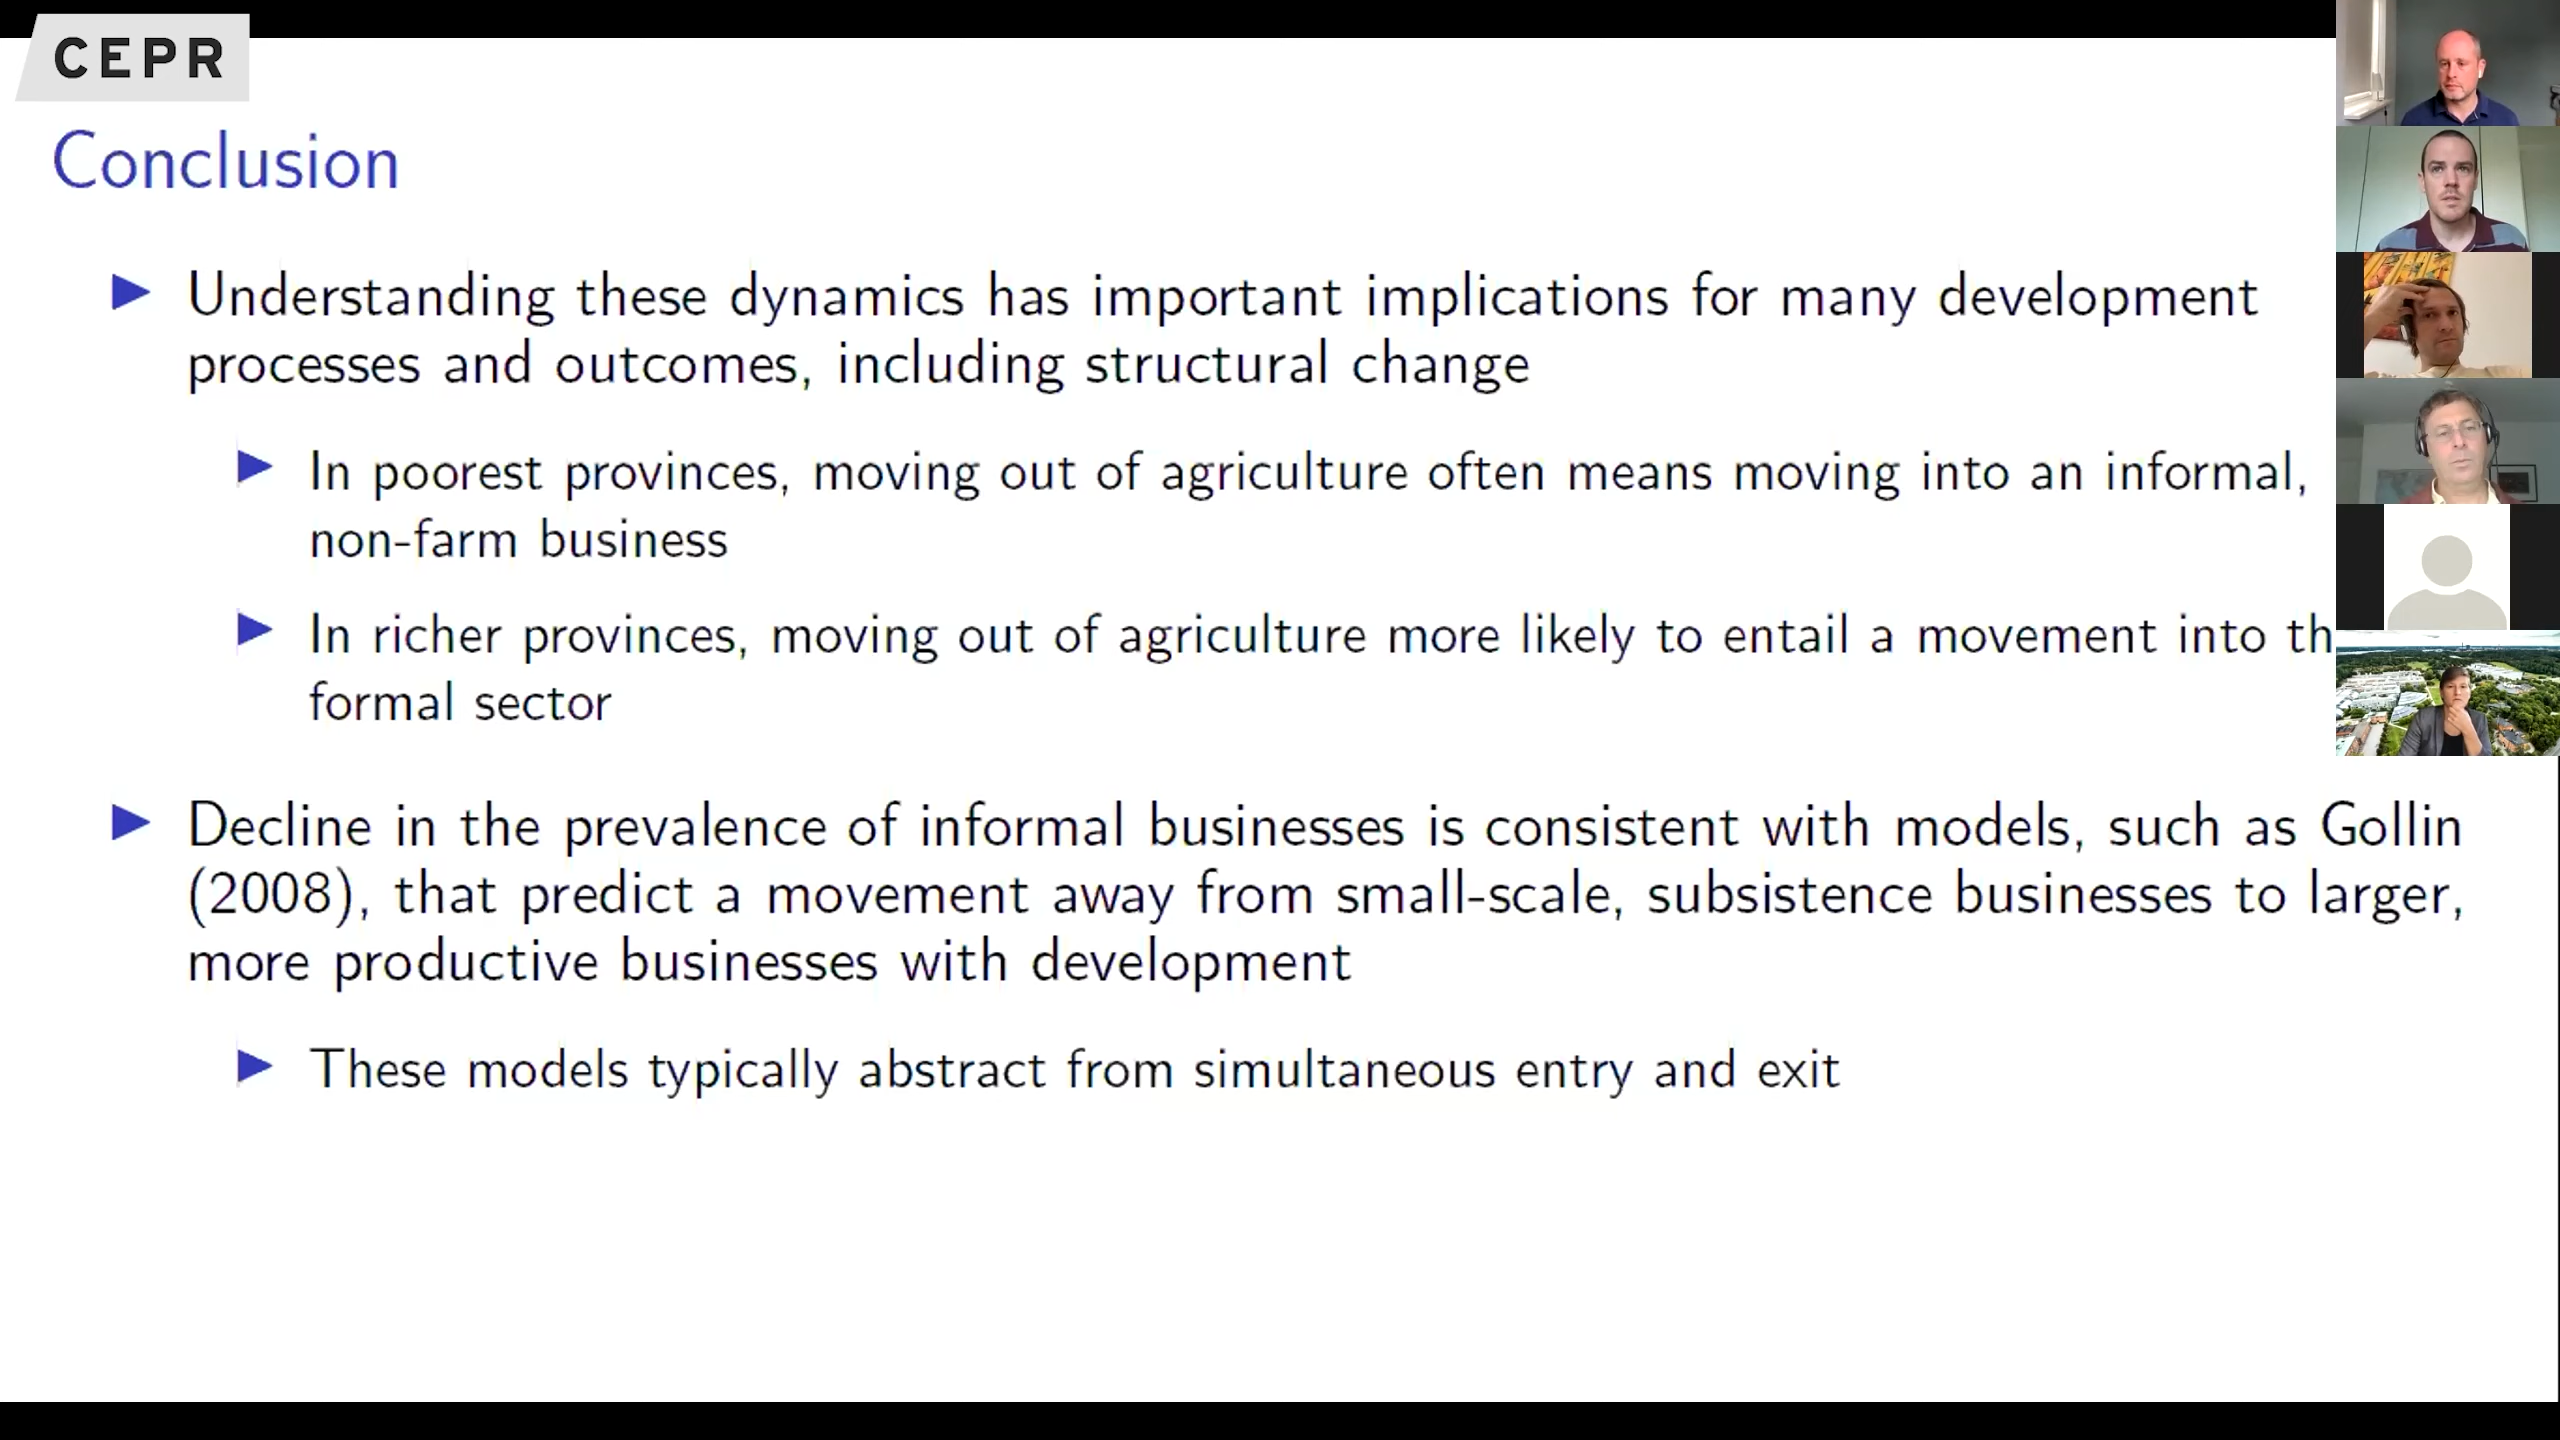 CEPR
Conclusion
Understanding these dynamics has important implications for many development
processes and outcomes, including structural change
In poorest provinces, moving out of agriculture often means moving into an informal,
non-farm business
In richer provinces, moving out of agriculture more likely to entail a movement into th
formal sector
Decline in the prevalence of informal businesses is consistent with models, such as Gollin
(2008), that predict a movement away from small-scale, subsistence businesses to larger,
more productive businesses with development
These models typically abstract from simultaneous entry and exit